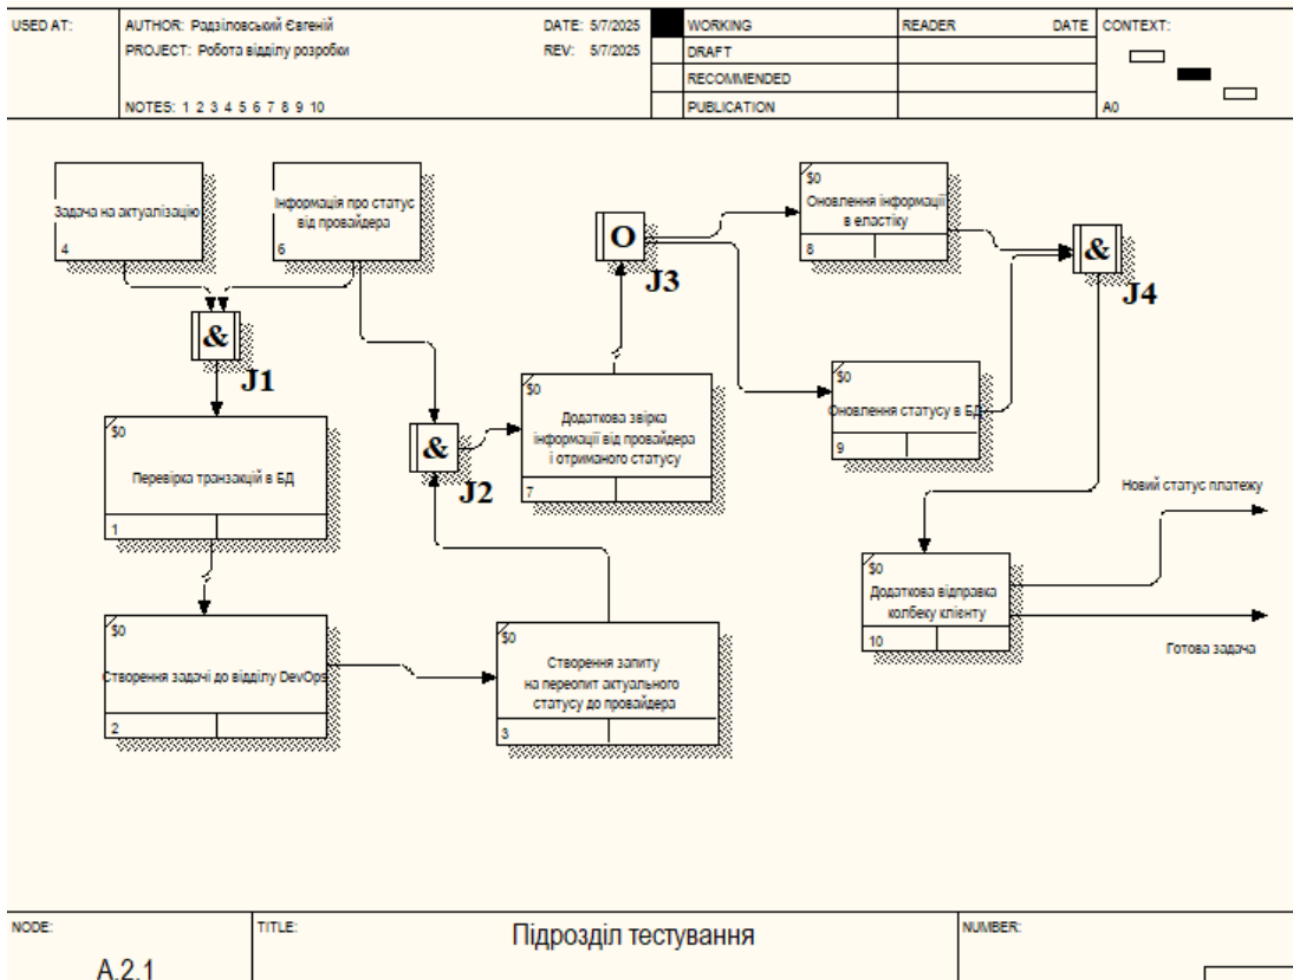 USED AT:
AUTHOR: Радзіловський Євгеній
DATE: 5/7/2025
PROJECT: Робота відділу розробки
REV: 5/7/2025
NOTES: 1 2 3 4 5 6 7 8 9 10
WORKING
DRAFT
RECOMMENDED
PUBLICATION
READER
DATE
CONTEXT:
A0
Задача на актуалізацію
4
Інформація про статус
від провайдера
6
&
J1
$0
Перевірка транзакцій в БД
1
$0
Створення задачі до відділу DevOps
2
$0
Створення запиту
на переопит актуального
статусу до провайдера
3
&
J2
$0
Додаткова звірка
інформації від провайдера
і отриманого статусу
7
O
J3
$0
Оновлення інформації
в еластіку
8
$0
Оновлення статусу в БД
9
&
J4
$0
Додаткова відправка
колбеку клієнту
10
Новий статус платежу
Готова задача
NODE:
A.2.1
TITLE:
Підрозділ тестування
NUMBER: